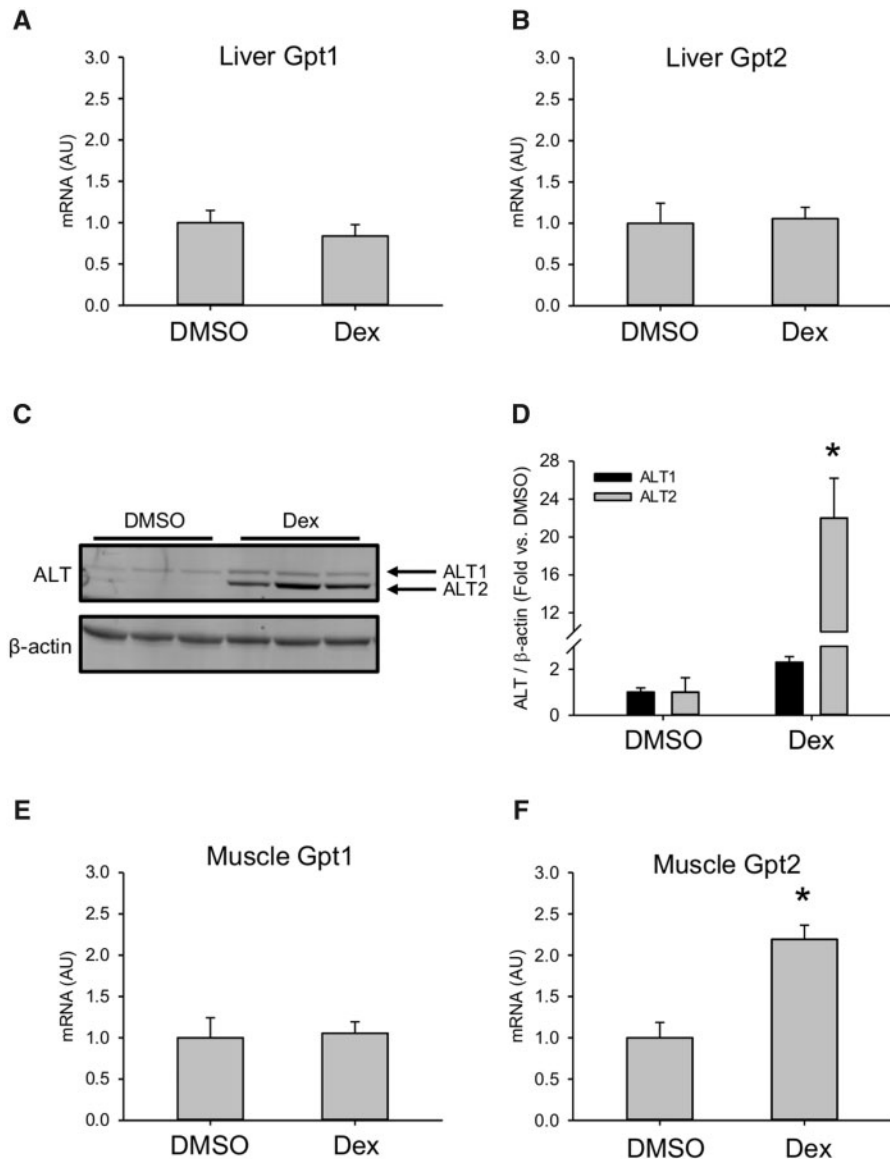 A
Liver Gpt1
mRNA (AU)
3.0
2.5
2.0
1.5
1.0
0.5
0.0
DMSO Dex
B
Liver Gpt2
mRNA (AU)
3.0
2.5
2.0
1.5
1.0
0.5
0.0
DMSO Dex
C
DMSO Dex
ALT
ALT1
ALT2
β-actin
D
ALT / β-actin (Fold vs. DMSO)
28
24
20
16
12
2
0
ALT1
ALT2
*
DMSO Dex
E
Muscle Gpt1
mRNA (AU)
3.0
2.5
2.0
1.5
1.0
0.5
0.0
DMSO Dex
F
Muscle Gpt2
mRNA (AU)
3.0
2.5
2.0
1.5
1.0
0.5
0.0
*
DMSO Dex